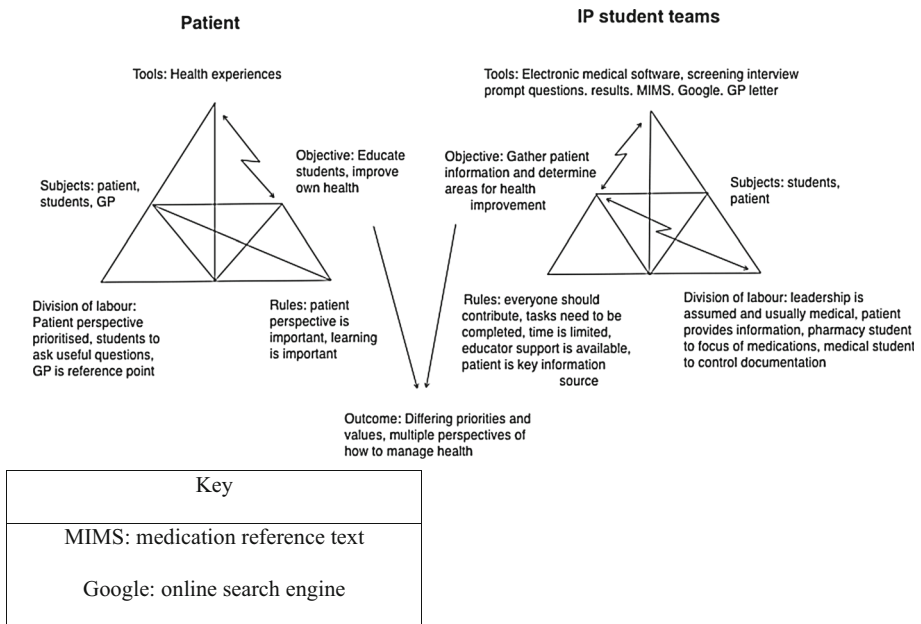 Patient
IP student teams
Tools: Health experiences
Tools: Electronic medical software, screening interview
prompt questions. results. MIMS. Google. GP letter
Objective: Educate
students, improve
own health
Objective: Gather patient
information and determine
areas for health
improvement
Subjects: patient,
students, GP
Subjects: students,
patient
Division of labour:
Patient perspective
prioritised, students to
ask useful questions,
GP is reference point
Rules: patient
perspective is
important, learning
is important
Rules: everyone should
contribute, tasks need to be
completed, time is limited,
educator support is available,
patient is key information
source
Division of labour: leadership is
assumed and usually medical, patient
provides information, pharmacy student
to focus of medications, medical student
to control documentation
Outcome: Differing priorities and
values, multiple perspectives of
how to manage health
Key
MIMS: medication reference text
Google: online search engine